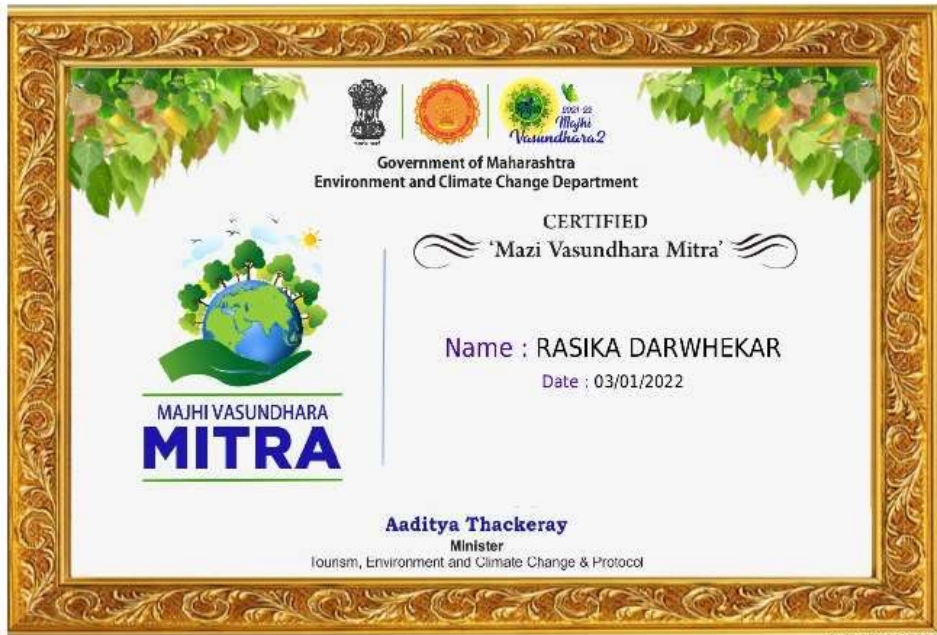 2021-22
Majhi
Vasundhara2
Government of Maharashtra
Environment and Climate Change Department
CERTIFIED
'Mazi Vasundhara Mitra'
MAJHI VASUNDHARA
MITRA
Name : RASIKA DARWHEKAR
Date : 03/01/2022
Aaditya Thackeray
Minister
Tourism, Environment and Climate Change & Protocol